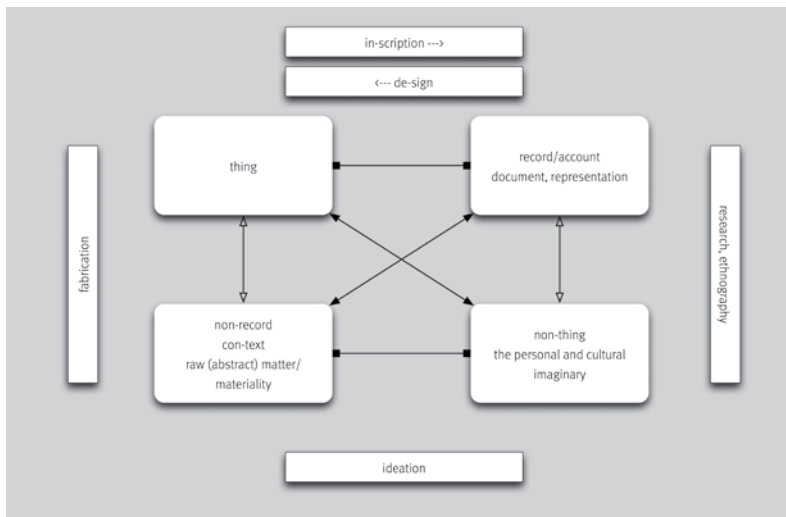 in-scription --->
<--- de-sign
thing
record/account
document, representation
fabrication
research, ethnography
non-record
con-text
raw (abstract) matter/
materiality
non-thing
the personal and cultural
imaginary
ideation